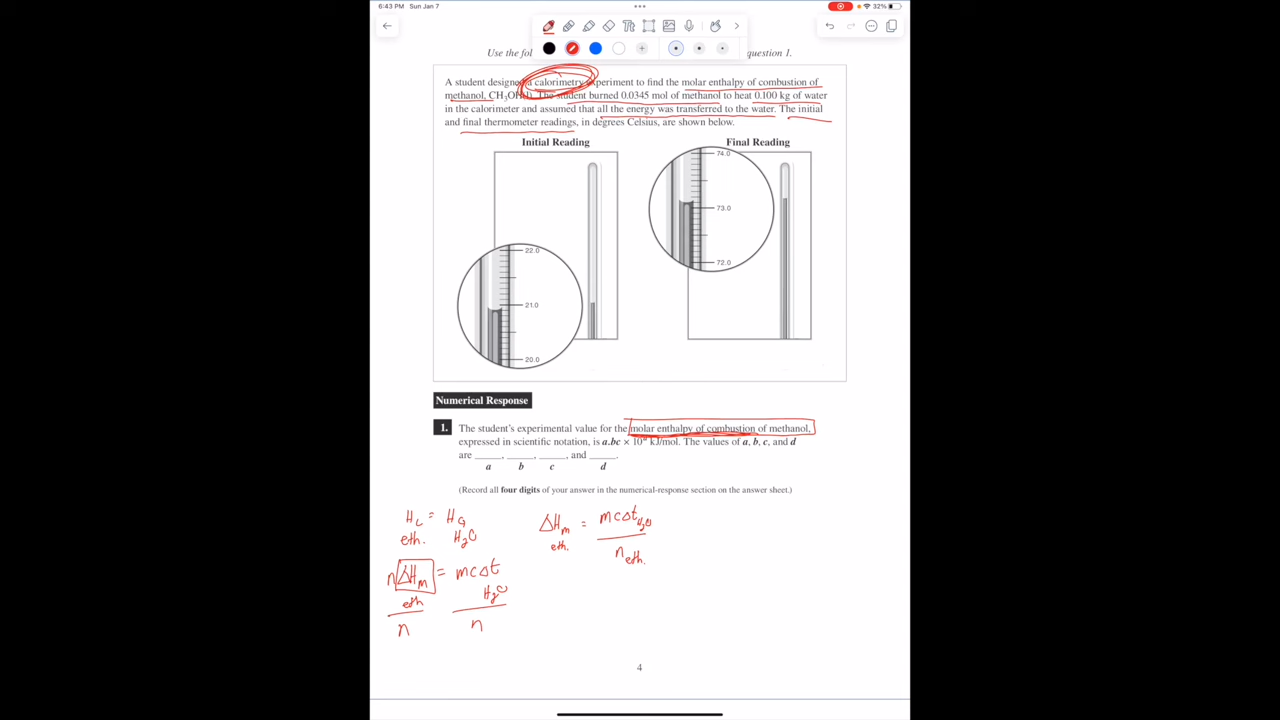 6:43 PM Sun Jan 7
32%
Use the fol
question 1.
A student designed a calorimetry experiment to find the molar enthalpy of combustion of
methanol, CH₃OH(l). The student burned 0.0345 mol of methanol to heat 0.100 kg of water
in the calorimeter and assumed that all the energy was transferred to the water. The initial
and final thermometer readings, in degrees Celsius, are shown below.
Initial Reading
Final Reading
74.0
73.0
72.0
22.0
21.0
20.0
Numerical Response
1. The student's experimental value for the molar enthalpy of combustion of methanol,
expressed in scientific notation, is a.bc × 10ᵈ kJ/mol. The values of a, b, c, and d
are _____, _____, _____, and _____.
a b c d
(Record all four digits of your answer in the numerical-response section on the answer sheet.)
H_L = H_G
eth. H₂O
nΔH_m = mcΔt
eth H₂O
n n
ΔH_m = mcΔt H₂O
eth. n eth.
4